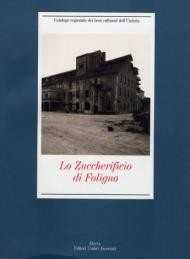 Catalogo regionale dei beni culturali dell'Umbria
Lo Zuccherificio
di Foligno
Electa
Editori Umbri Associati